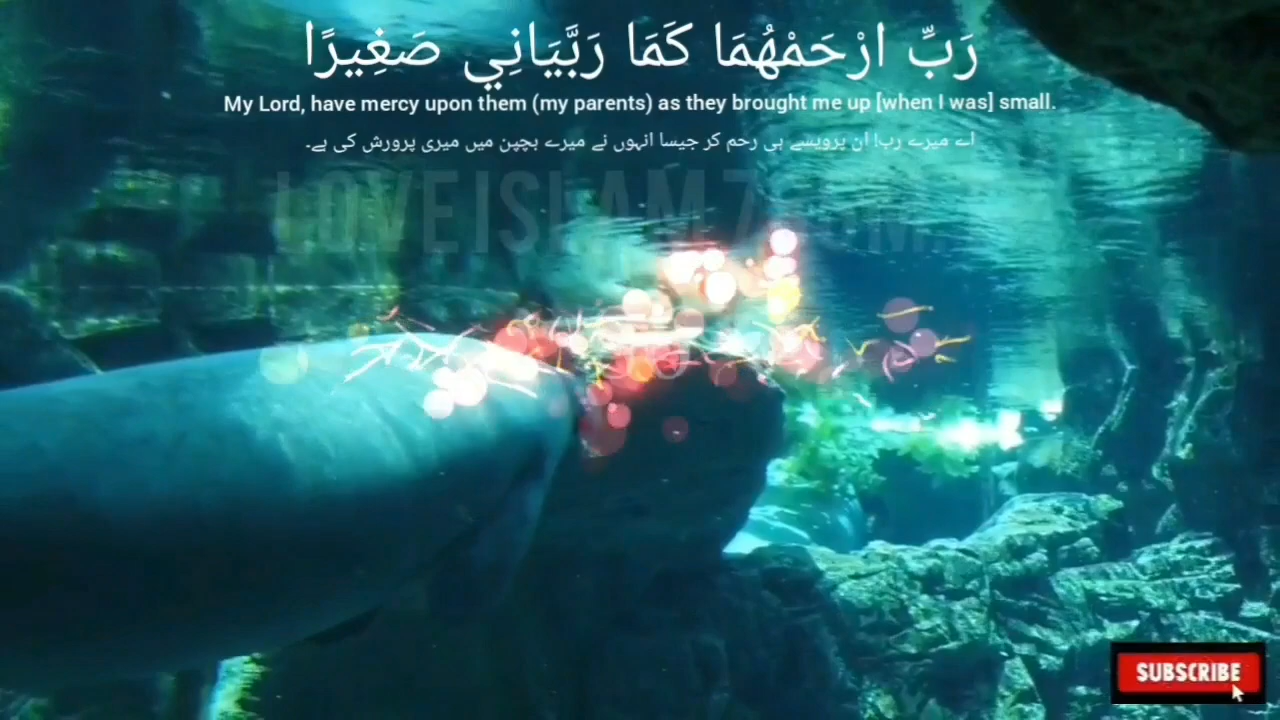 رَبِّ ارْحَمْهُمَا كَمَا رَبَّيَانِي صَغِيرًا
My Lord, have mercy upon them (my parents) as they brought me up [when I was] small.
اے میرے رب! ان پرویسے ہی رحم کر جیسا انہوں نے میرے بچپن میں میری پرورش کی ہے۔
LOVE ISLAM
SUBSCRIBE